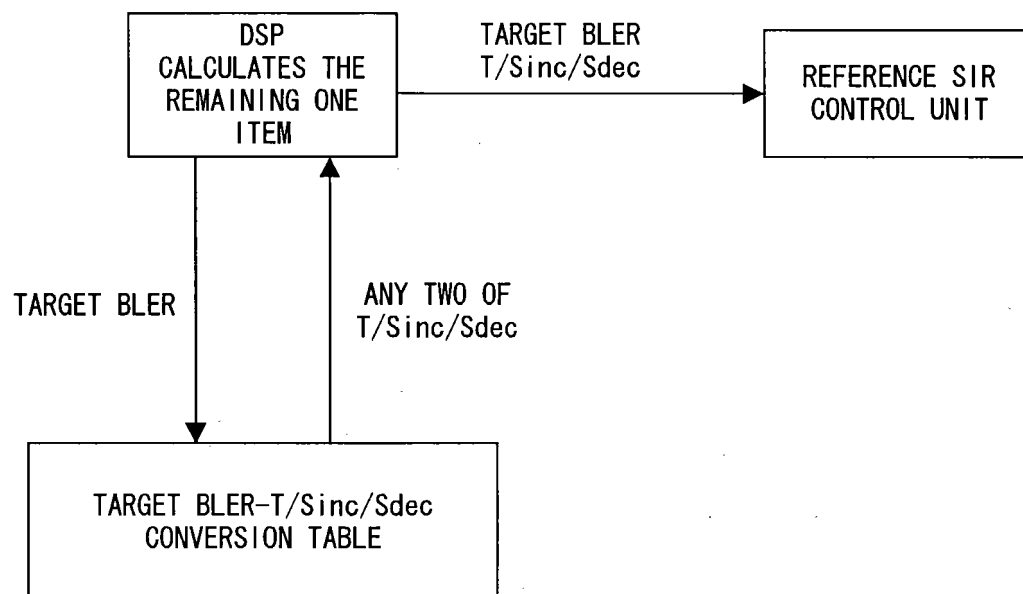 DSP
CALCULATES THE
REMAINING ONE
ITEM
TARGET BLER
T/Sinc/Sdec
REFERENCE SIR
CONTROL UNIT
TARGET BLER
ANY TWO OF
T/Sinc/Sdec
TARGET BLER-T/Sinc/Sdec
CONVERSION TABLE